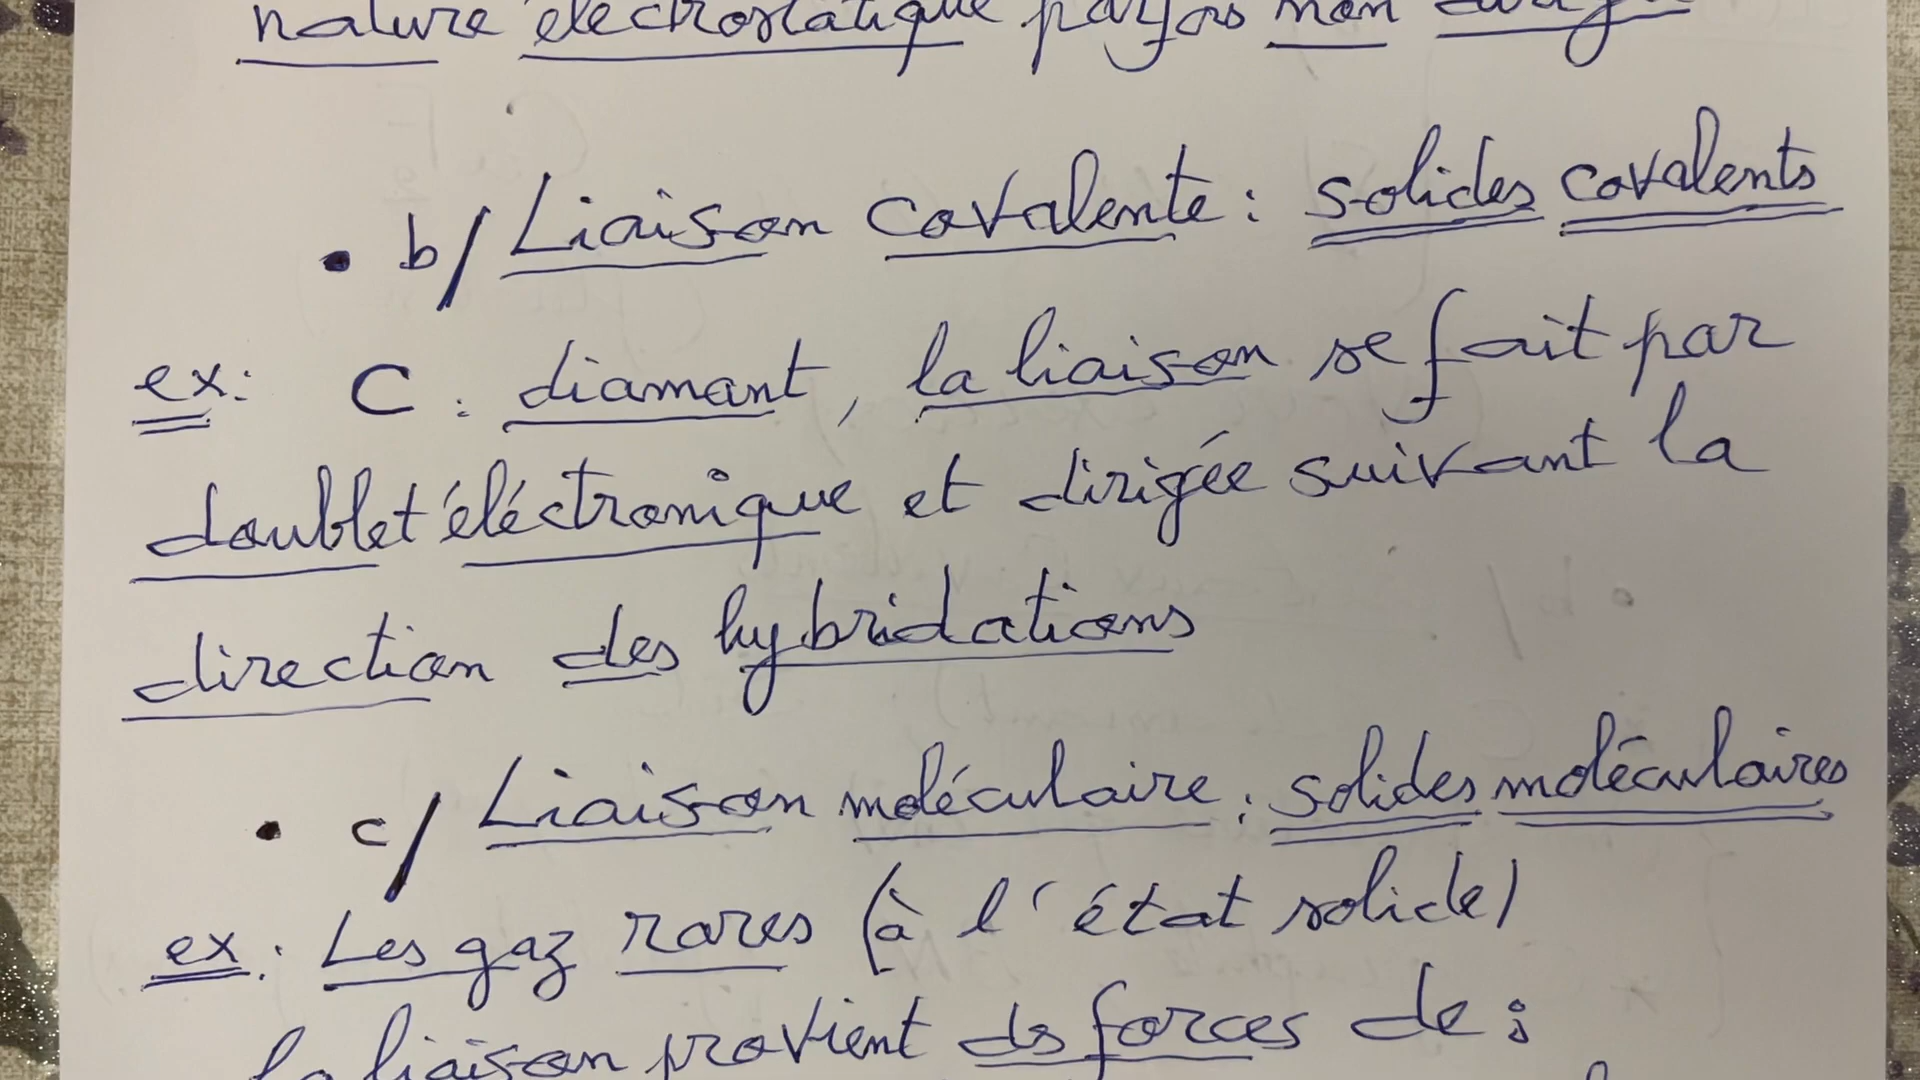 nature électrostatique parfois non dirigée
• b/ Liaison covalente : solides covalents
ex: C : diamant, la liaison se fait par
doublet éléctronique et dirigée suivant la
direction des hybridations
• c/ Liaison moléculaire : solides moléculaires
ex : Les gaz rares (à l'état solide)
la liaison provient ds forces de :